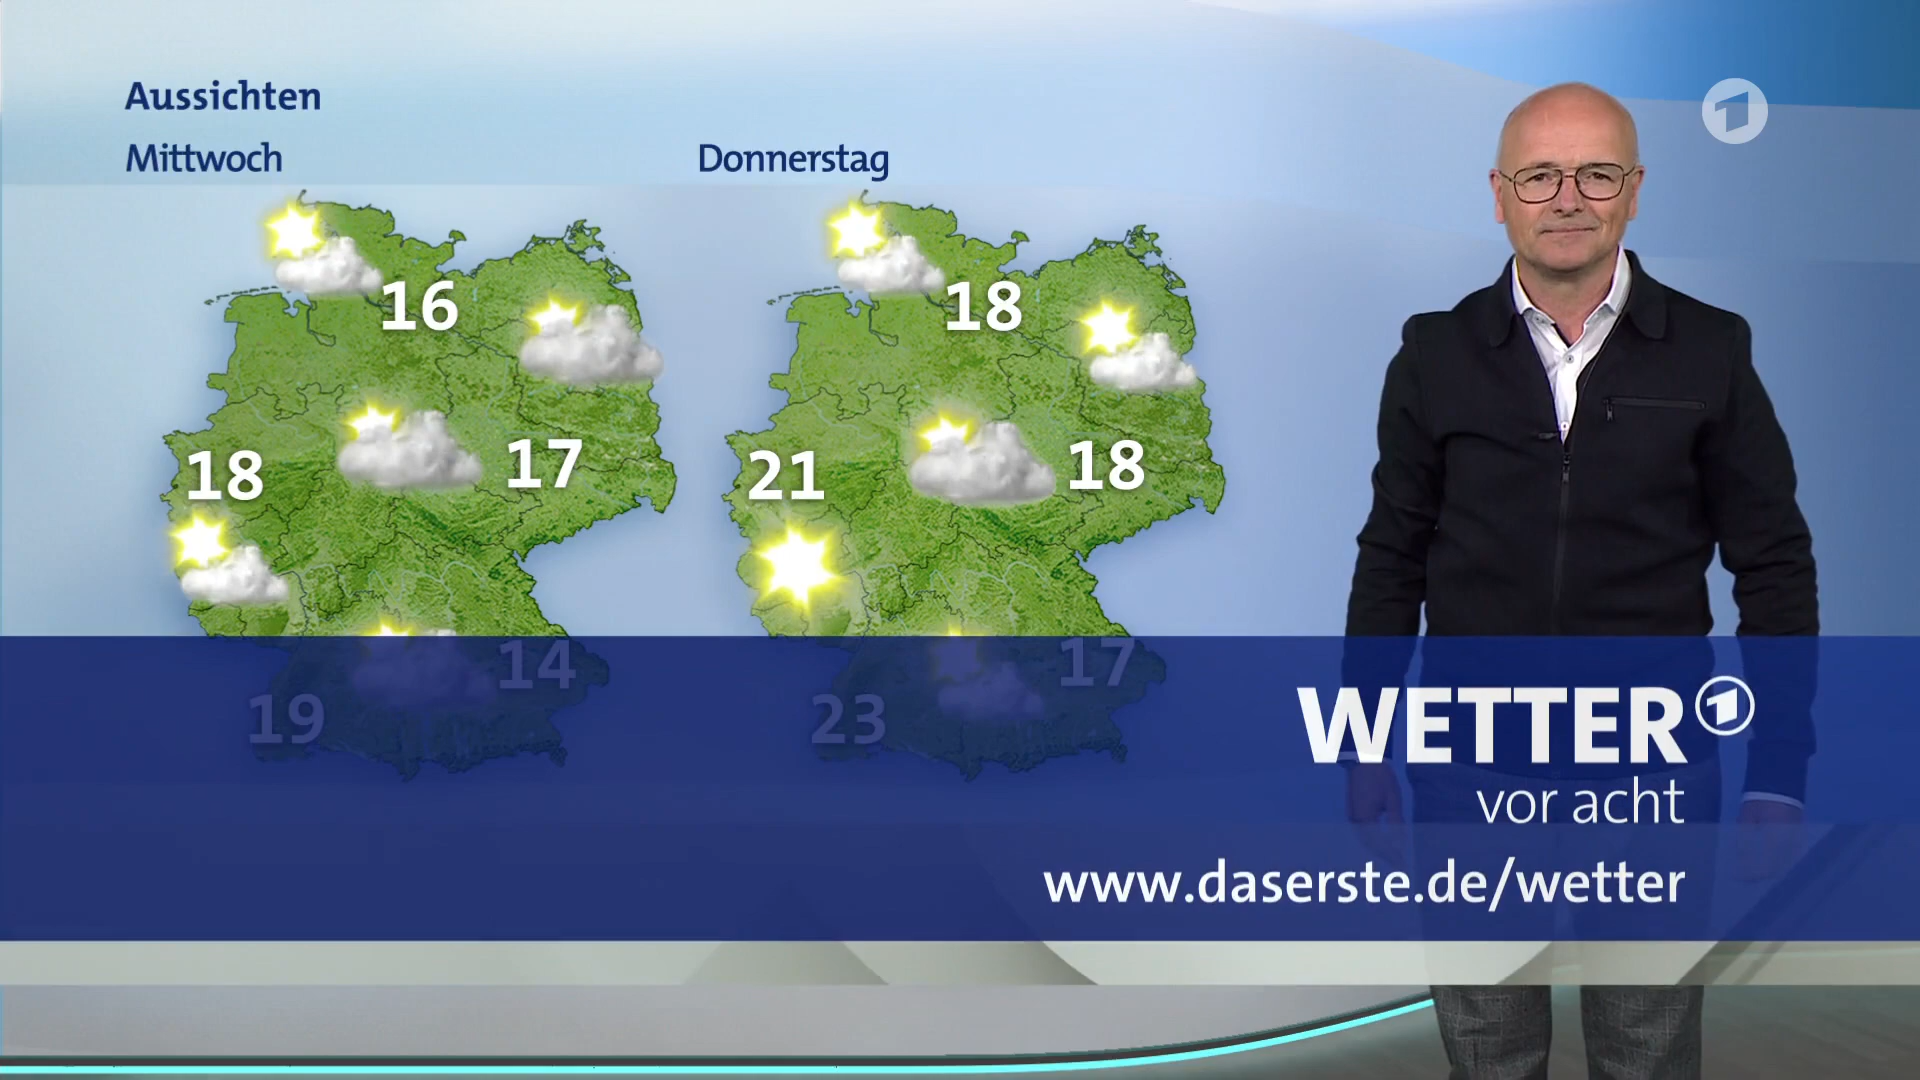 Aussichten
Mittwoch
Donnerstag
16
18
17
14
19
18
21
18
17
23
WETTER
vor acht
www.daserste.de/wetter